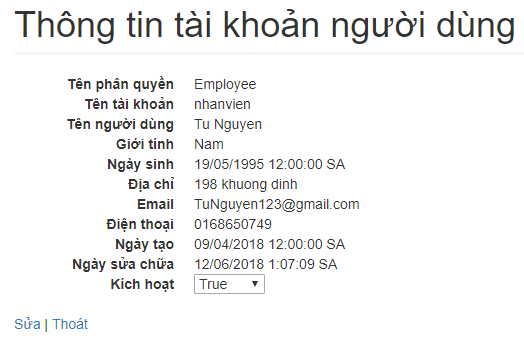 Thông tin tài khoản người dùng
Tên phân quyền Employee
Tên tài khoản nhanvien
Tên người dùng Tu Nguyen
Giới tính Nam
Ngày sinh 19/05/1995 12:00:00 SA
Địa chỉ 198 khuong dinh
Email TuNguyen123@gmail.com
Điện thoại 0168650749
Ngày tạo 09/04/2018 12:00:00 SA
Ngày sửa chữa 12/06/2018 1:07:09 SA
Kích hoạt True
Sửa | Thoát